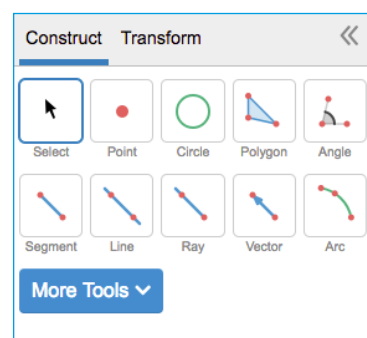 Construct Transform
Select Point Circle Polygon Angle
Segment Line Ray Vector Arc
More Tools